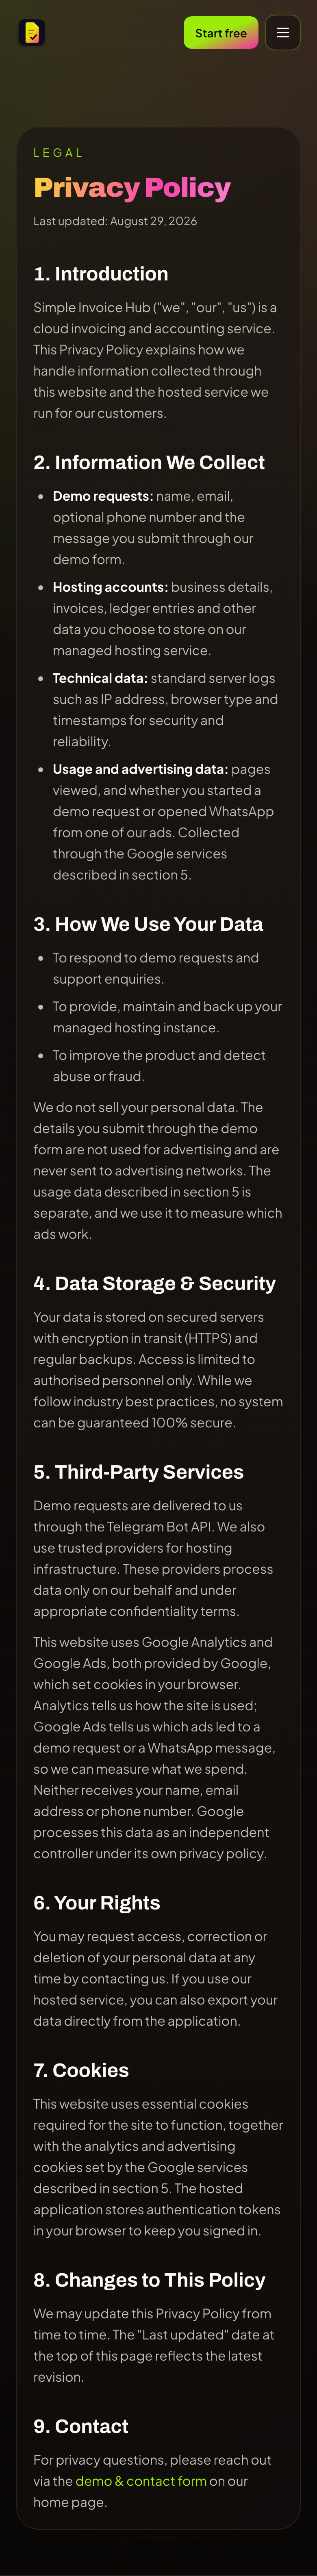 Start free
LEGAL
Privacy Policy
Last updated: August 29, 2026
1. Introduction
Simple Invoice Hub ("we", "our", "us") is a
cloud invoicing and accounting service.
This Privacy Policy explains how we
handle information collected through
this website and the hosted service we
run for our customers.
2. Information We Collect
• Demo requests: name, email,
optional phone number and the
message you submit through our
demo form.
• Hosting accounts: business details,
invoices, ledger entries and other
data you choose to store on our
managed hosting service.
• Technical data: standard server logs
such as IP address, browser type and
timestamps for security and
reliability.
• Usage and advertising data: pages
viewed, and whether you started a
demo request or opened WhatsApp
from one of our ads. Collected
through the Google services
described in section 5.
3. How We Use Your Data
• To respond to demo requests and
support enquiries.
• To provide, maintain and back up your
managed hosting instance.
• To improve the product and detect
abuse or fraud.
We do not sell your personal data. The
details you submit through the demo
form are not used for advertising and are
never sent to advertising networks. The
usage data described in section 5 is
separate, and we use it to measure which
ads work.
4. Data Storage & Security
Your data is stored on secured servers
with encryption in transit (HTTPS) and
regular backups. Access is limited to
authorised personnel only. While we
follow industry best practices, no system
can be guaranteed 100% secure.
5. Third-Party Services
Demo requests are delivered to us
through the Telegram Bot API. We also
use trusted providers for hosting
infrastructure. These providers process
data only on our behalf and under
appropriate confidentiality terms.
This website uses Google Analytics and
Google Ads, both provided by Google,
which set cookies in your browser.
Analytics tells us how the site is used;
Google Ads tells us which ads led to a
demo request or a WhatsApp message,
so we can measure what we spend.
Neither receives your name, email
address or phone number. Google
processes this data as an independent
controller under its own privacy policy.
6. Your Rights
You may request access, correction or
deletion of your personal data at any
time by contacting us. If you use our
hosted service, you can also export your
data directly from the application.
7. Cookies
This website uses essential cookies
required for the site to function, together
with the analytics and advertising
cookies set by the Google services
described in section 5. The hosted
application stores authentication tokens
in your browser to keep you signed in.
8. Changes to This Policy
We may update this Privacy Policy from
time to time. The "Last updated" date at
the top of this page reflects the latest
revision.
9. Contact
For privacy questions, please reach out
via the demo & contact form on our
home page.